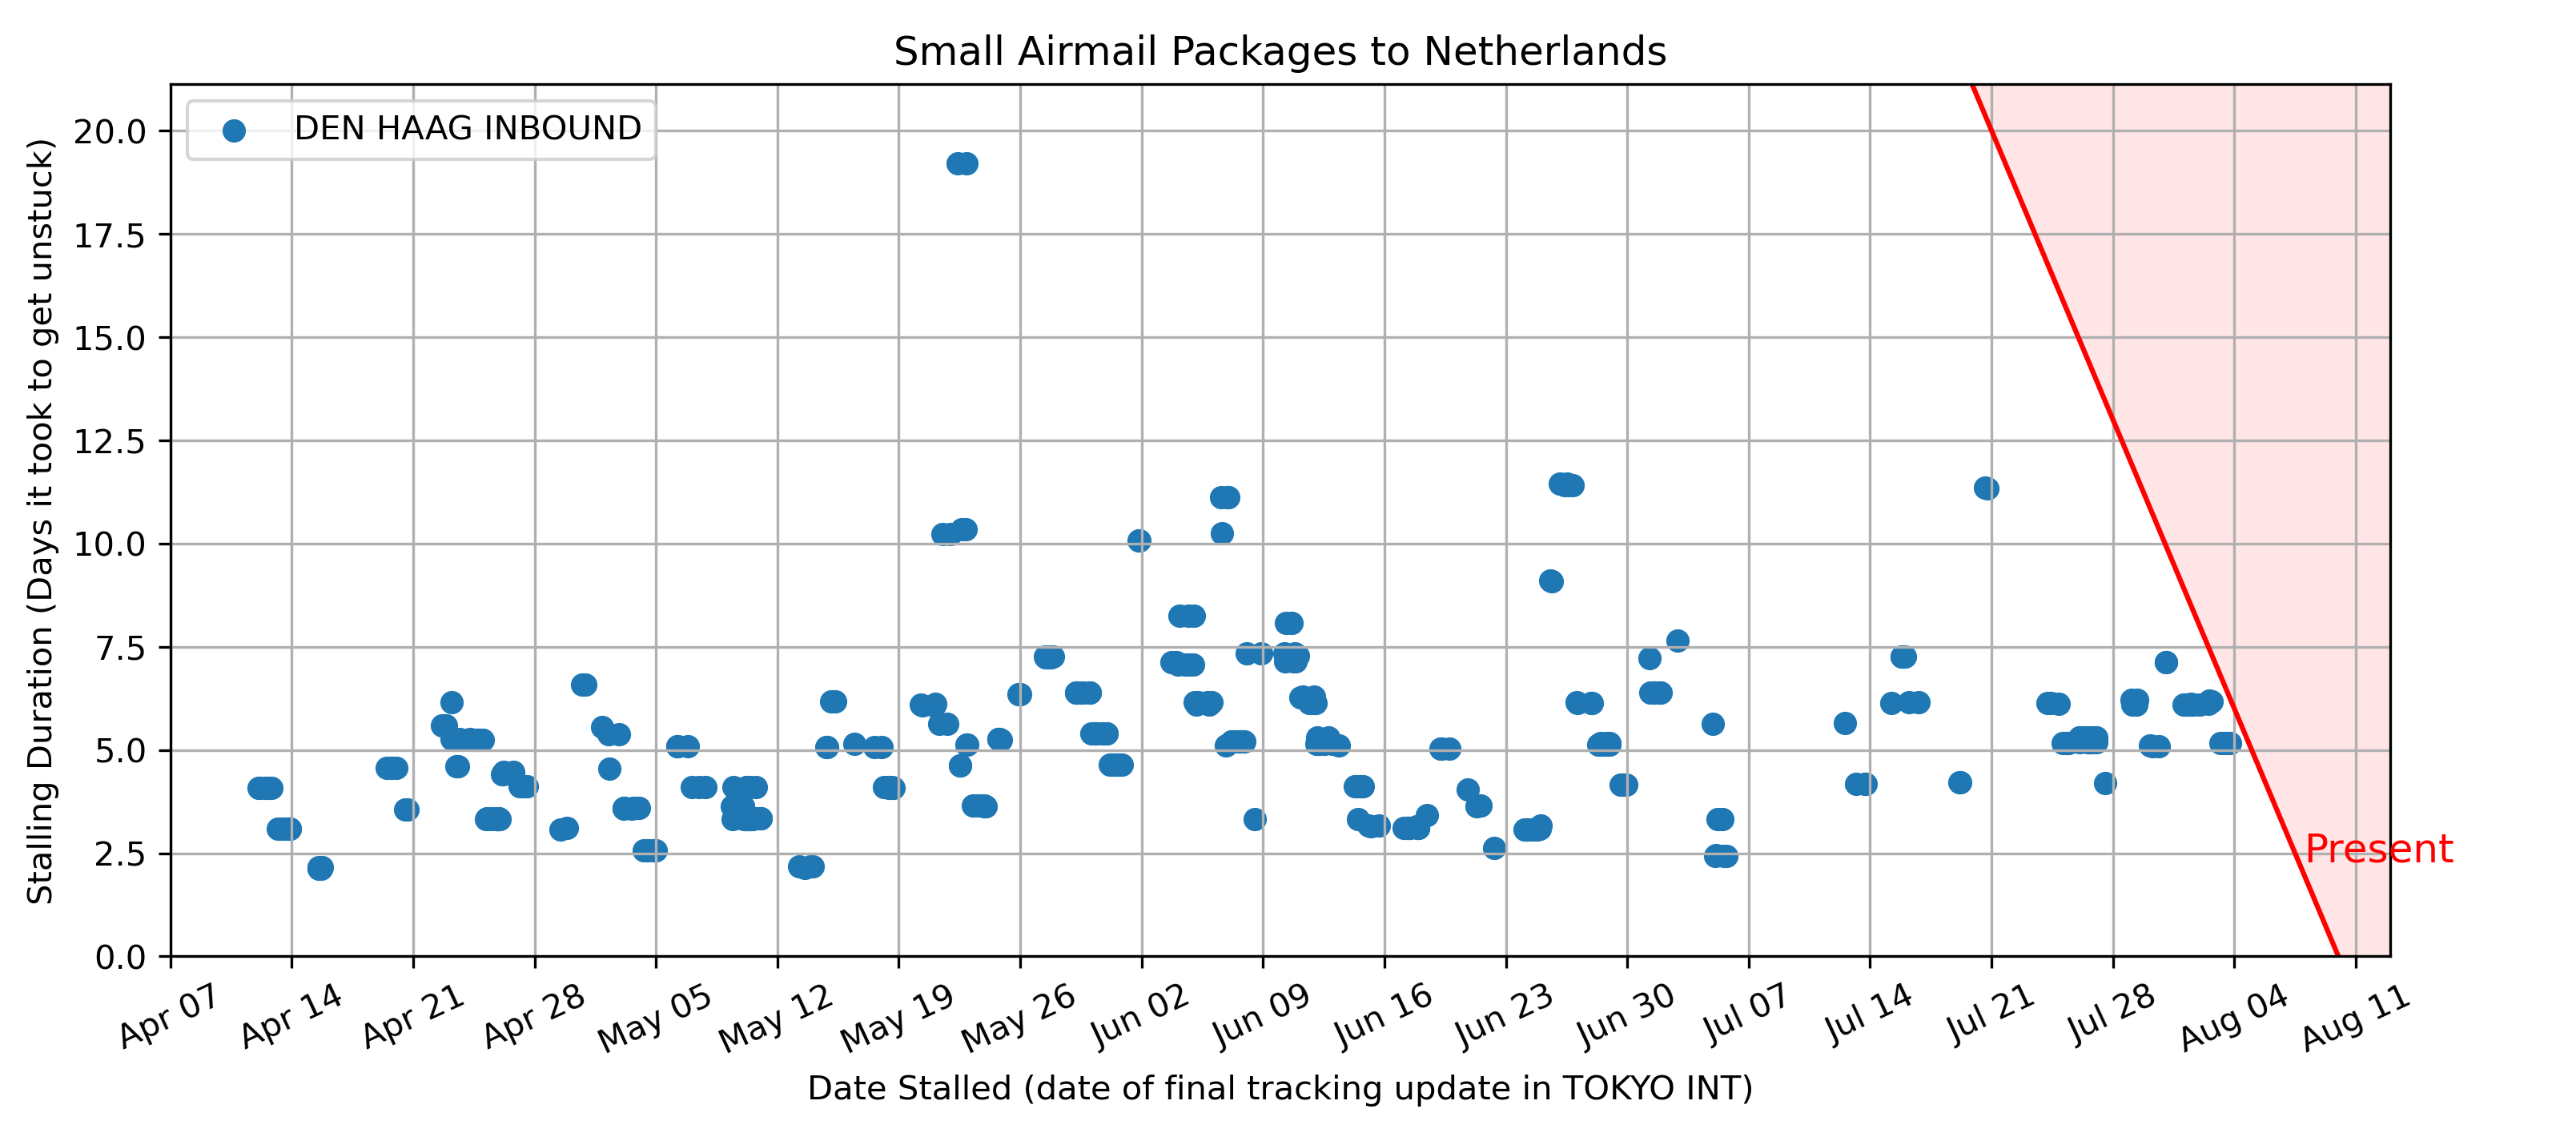 Small Airmail Packages to Netherlands
DEN HAAG INBOUND
Stalling Duration (Days it took to get unstuck)
20.0
17.5
15.0
12.5
10.0
7.5
5.0
2.5
0.0
Present
Apr 07
Apr 14
Apr 21
Apr 28
May 05
May 12
May 19
May 26
Jun 02
Jun 09
Jun 16
Jun 23
Jun 30
Jul 07
Jul 14
Jul 21
Jul 28
Aug 04
Aug 11
Date Stalled (date of final tracking update in TOKYO INT)